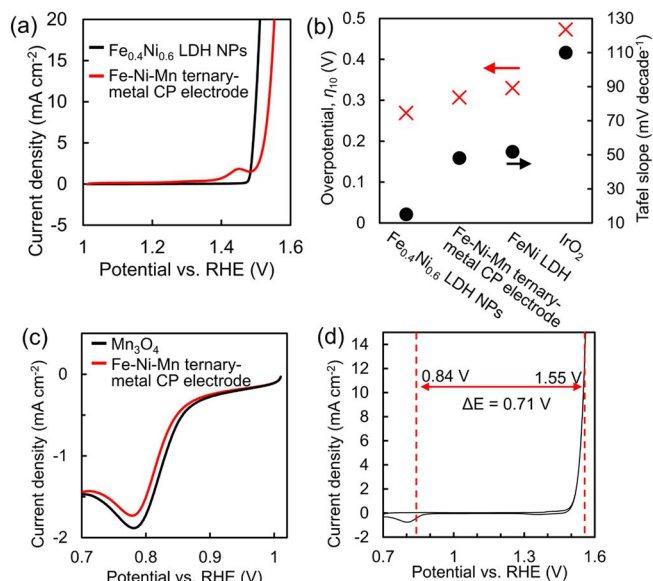 (a)
20
15
10
5
0
-5
Current density (mA cm⁻²)
Fe₀.₄Ni₀.₆ LDH NPs
Fe-Ni-Mn ternary-
metal CP electrode
1 1.2 1.4 1.6
Potential vs. RHE (V)
(b)
0.5
0.4
0.3
0.2
0.1
0
Overpotential, η₁₀ (V)
130
110
90
70
50
30
10
Tafel slope (mV decade⁻¹)
Fe₀.₄Ni₀.₆ LDH NPs
Fe-Ni-Mn ternary-
metal CP electrode
FeNi LDH
IrO₂
(c)
Mn₃O₄
Fe-Ni-Mn ternary-
metal CP electrode
0
-1
-2
Current density (mA cm⁻²)
0.7 0.8 0.9 1
Potential vs. RHE (V)
(d)
14
12
10
8
6
4
2
0
-2
Current density (mA cm⁻²)
0.84 V 1.55 V
ΔE = 0.71 V
0.7 1 1.3 1.6
Potential vs. RHE (V)